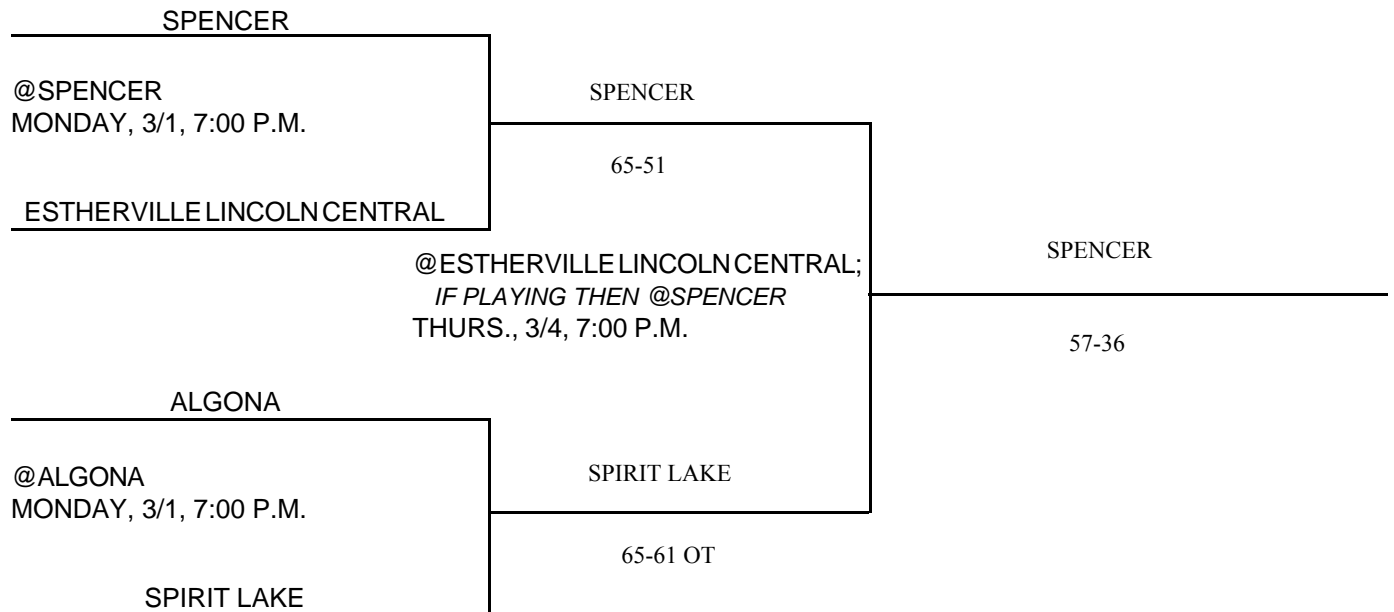 SPENCER
@SPENCER
MONDAY, 3/1, 7:00 P.M.
SPENCER
65-51
ESTHERVILLE LINCOLN CENTRAL
@ESTHERVILLE LINCOLN CENTRAL;
IF PLAYING THEN @SPENCER
THURS., 3/4, 7:00 P.M.
SPENCER
57-36
ALGONA
@ALGONA
MONDAY, 3/1, 7:00 P.M.
SPIRIT LAKE
65-61 OT
SPIRIT LAKE